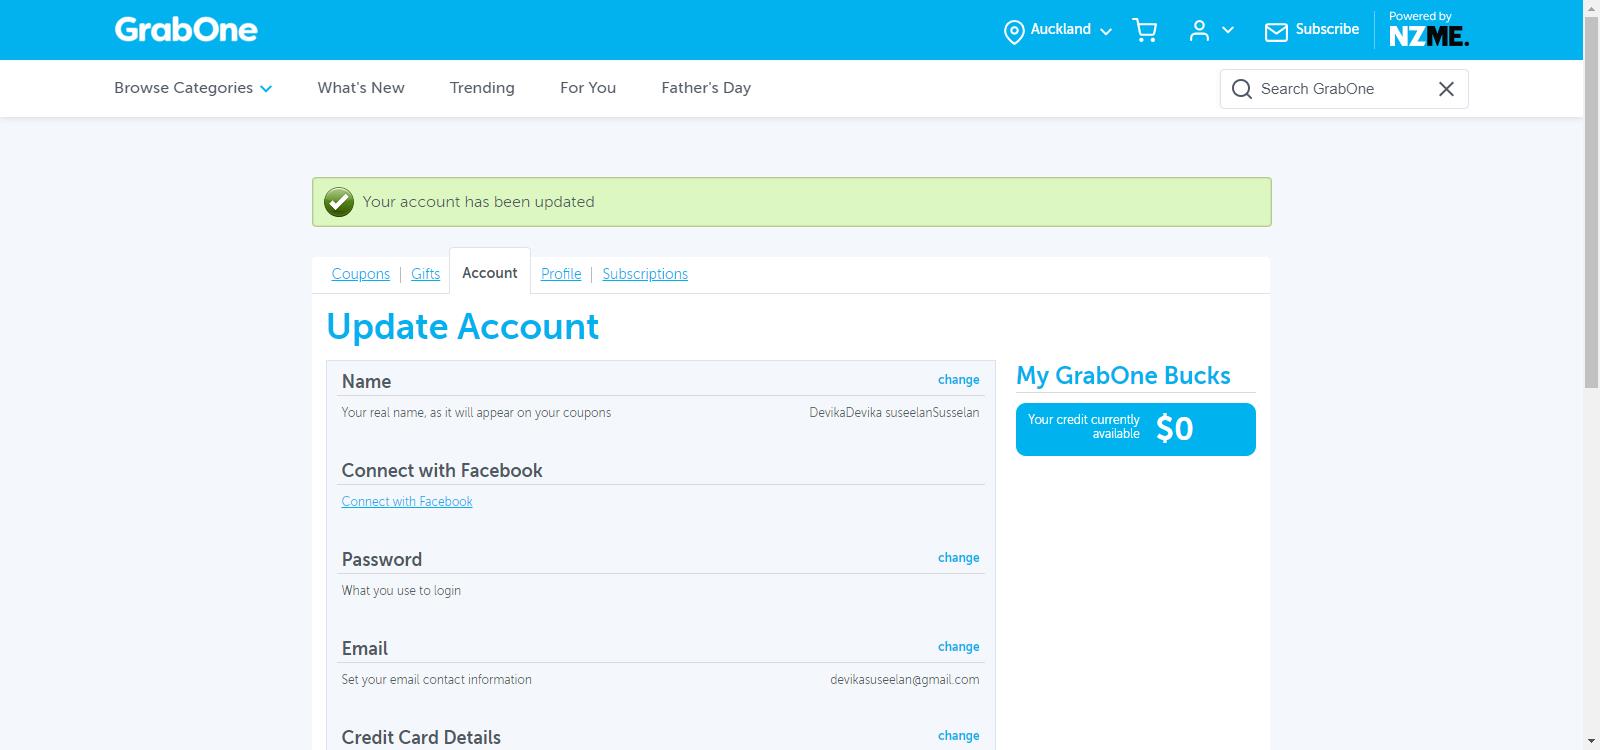 GrabOne
Auckland
Subscribe
Powered by
NZME.
Browse Categories
What's New
Trending
For You
Father's Day
Search GrabOne
Your account has been updated
Coupons | Gifts
Account
Profile | Subscriptions
Update Account
Name
change
Your real name, as it will appear on your coupons
DevikaDevika suseelanSusselan
Connect with Facebook
Connect with Facebook
Password
change
What you use to login
Email
change
Set your email contact information
devikasuseelan@gmail.com
Credit Card Details
change
My GrabOne Bucks
Your credit currently
available
$0